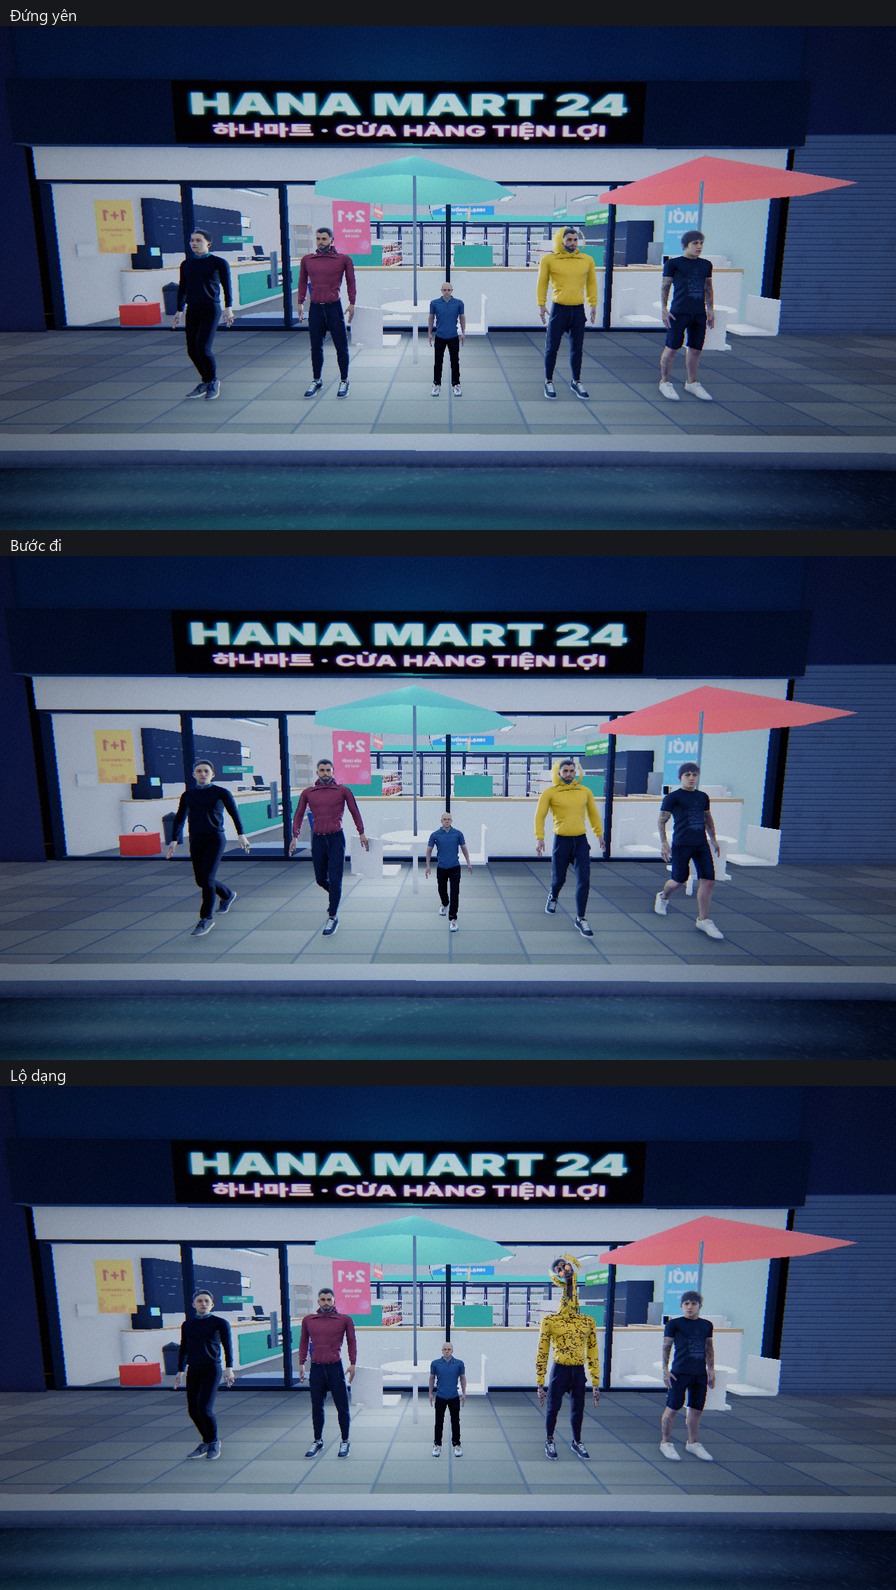 Đứng yên
HANA MART 24
하나마트 · CỬA HÀNG TIỆN LỢI
1+1
2+1
MỚI
Bước đi
HANA MART 24
하나마트 · CỬA HÀNG TIỆN LỢI
1+1
2+1
MỚI
Lộ dạng
HANA MART 24
하나마트 · CỬA HÀNG TIỆN LỢI
1+1
2+1
MỚI